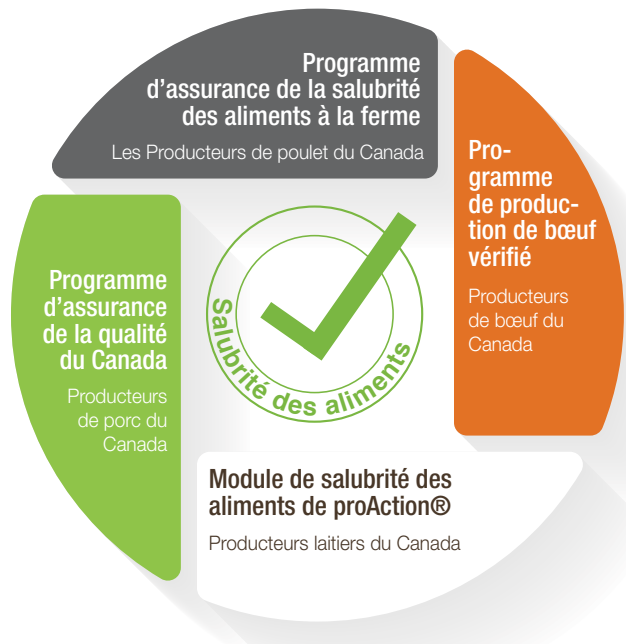 Programme
d'assurance de la salubrité
des aliments à la ferme
Les Producteurs de poulet du Canada
Pro-
gramme
de produc-
tion de bœuf
vérifié
Producteurs
de bœuf du
Canada
Programme
d'assurance
de la qualité
du Canada
Producteurs
de porc du
Canada
Salubrité des aliments
Module de salubrité des
aliments de proAction®
Producteurs laitiers du Canada